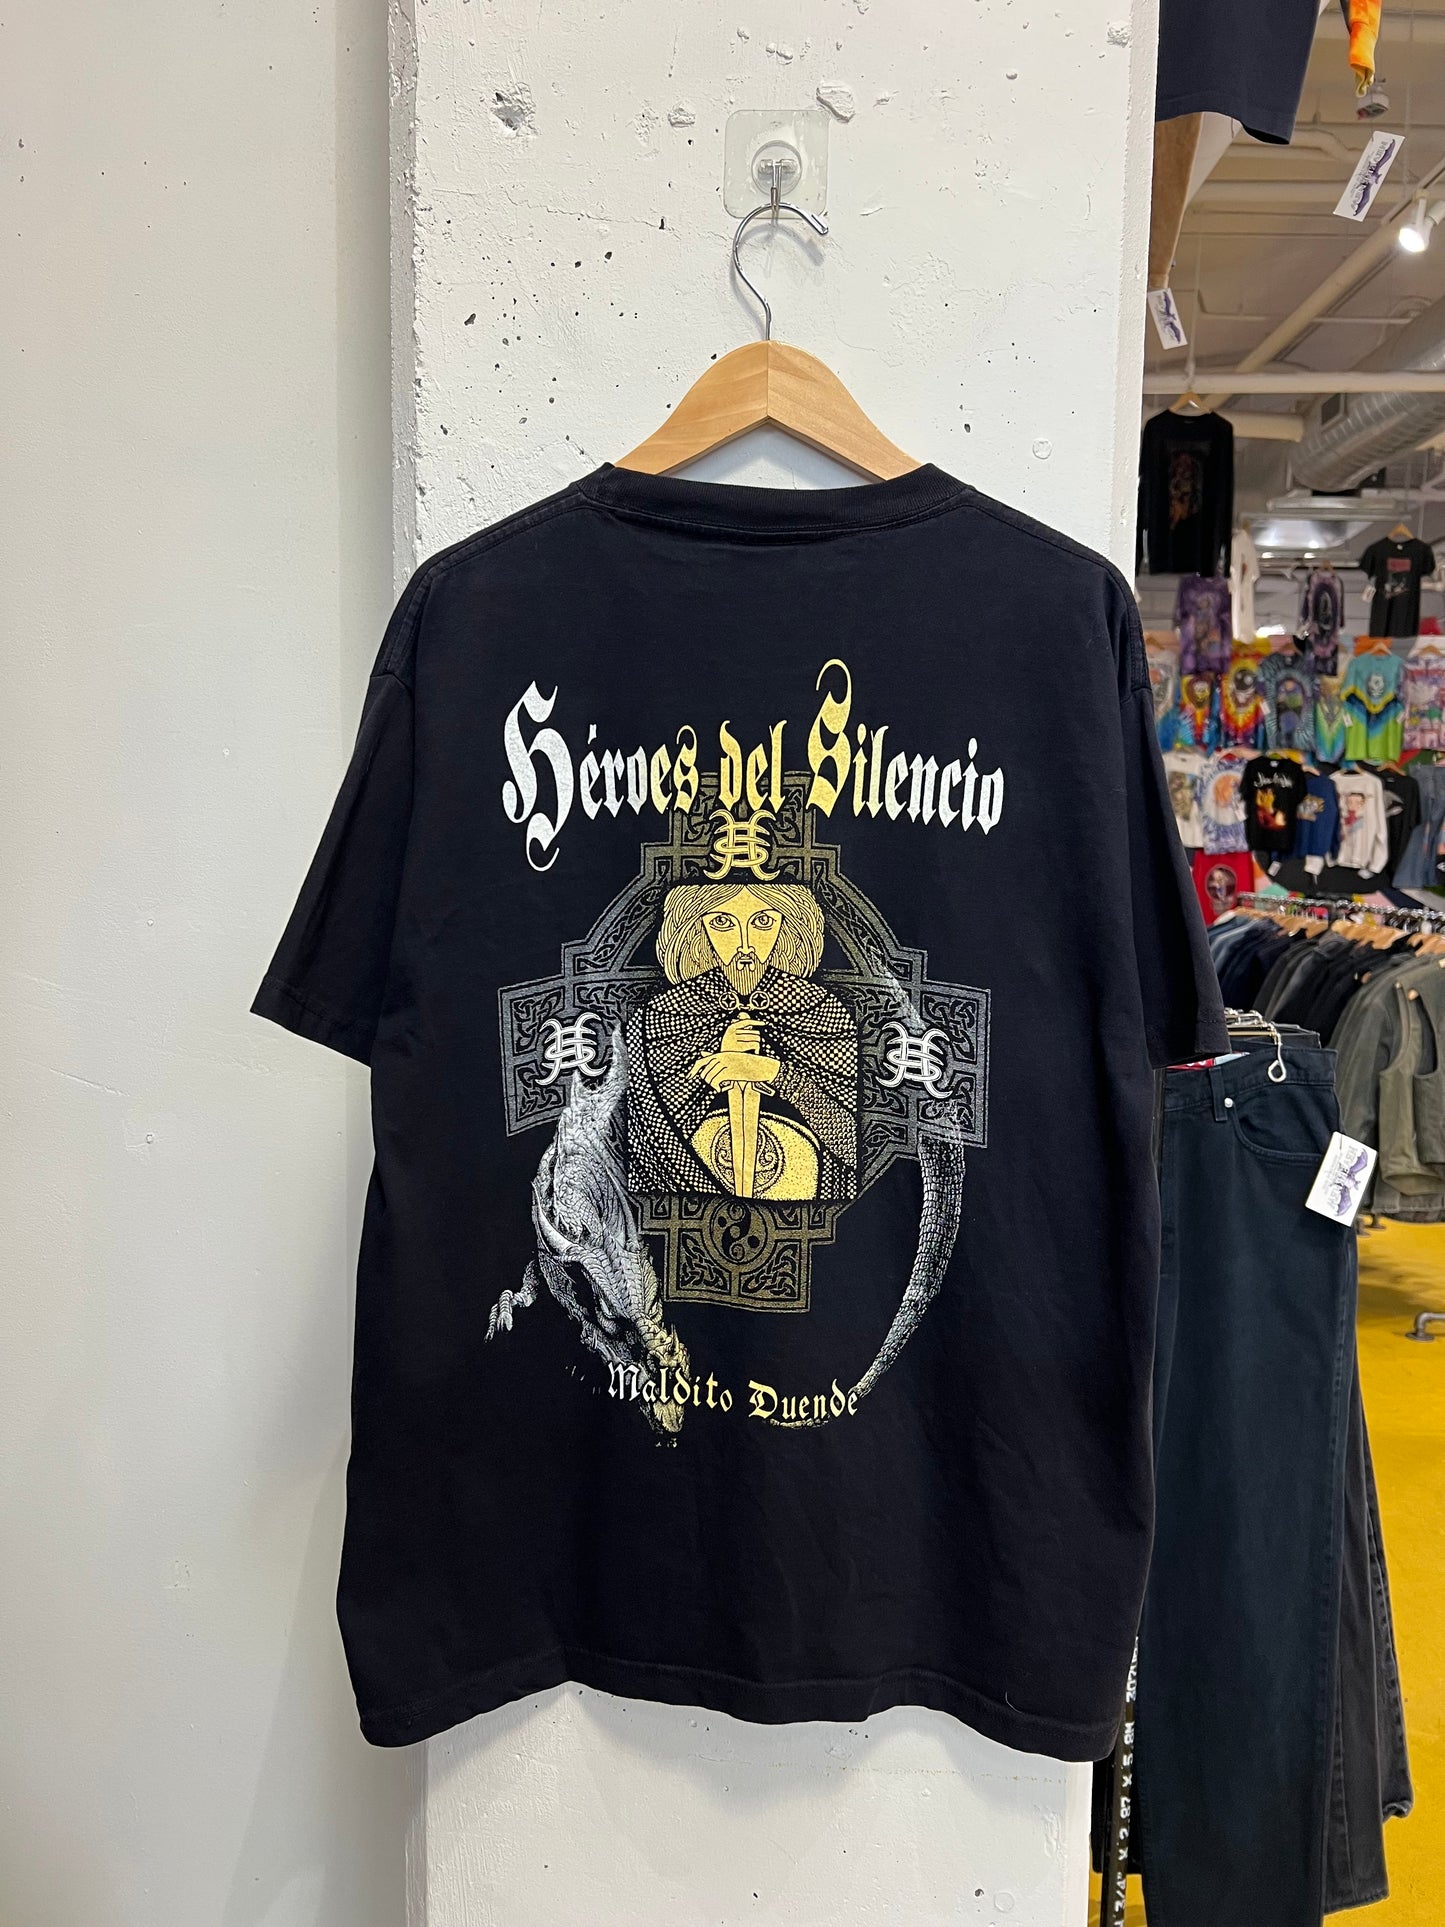 Héroes del Silencio
Maldito Duende